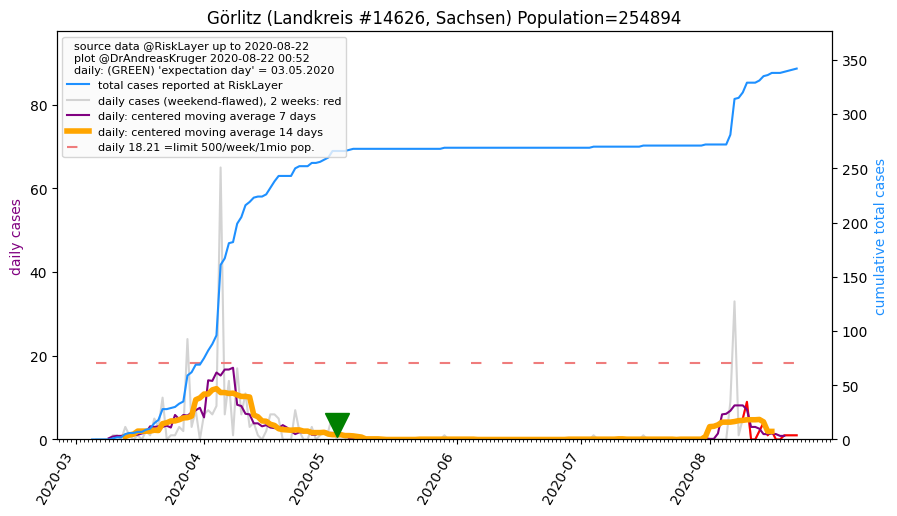 Görlitz (Landkreis #14626, Sachsen) Population=254894
source data @RiskLayer up to 2020-08-22
plot @DrAndreasKruger 2020-08-22 00:52
daily: (GREEN) 'expectation day' = 03.05.2020
total cases reported at RiskLayer
daily cases (weekend-flawed), 2 weeks: red
daily: centered moving average 7 days
daily: centered moving average 14 days
daily 18.21 =limit 500/week/1mio pop.
daily cases
80
60
40
20
0
cumulative total cases
350
300
250
200
150
100
50
0
2020-03
2020-04
2020-05
2020-06
2020-07
2020-08